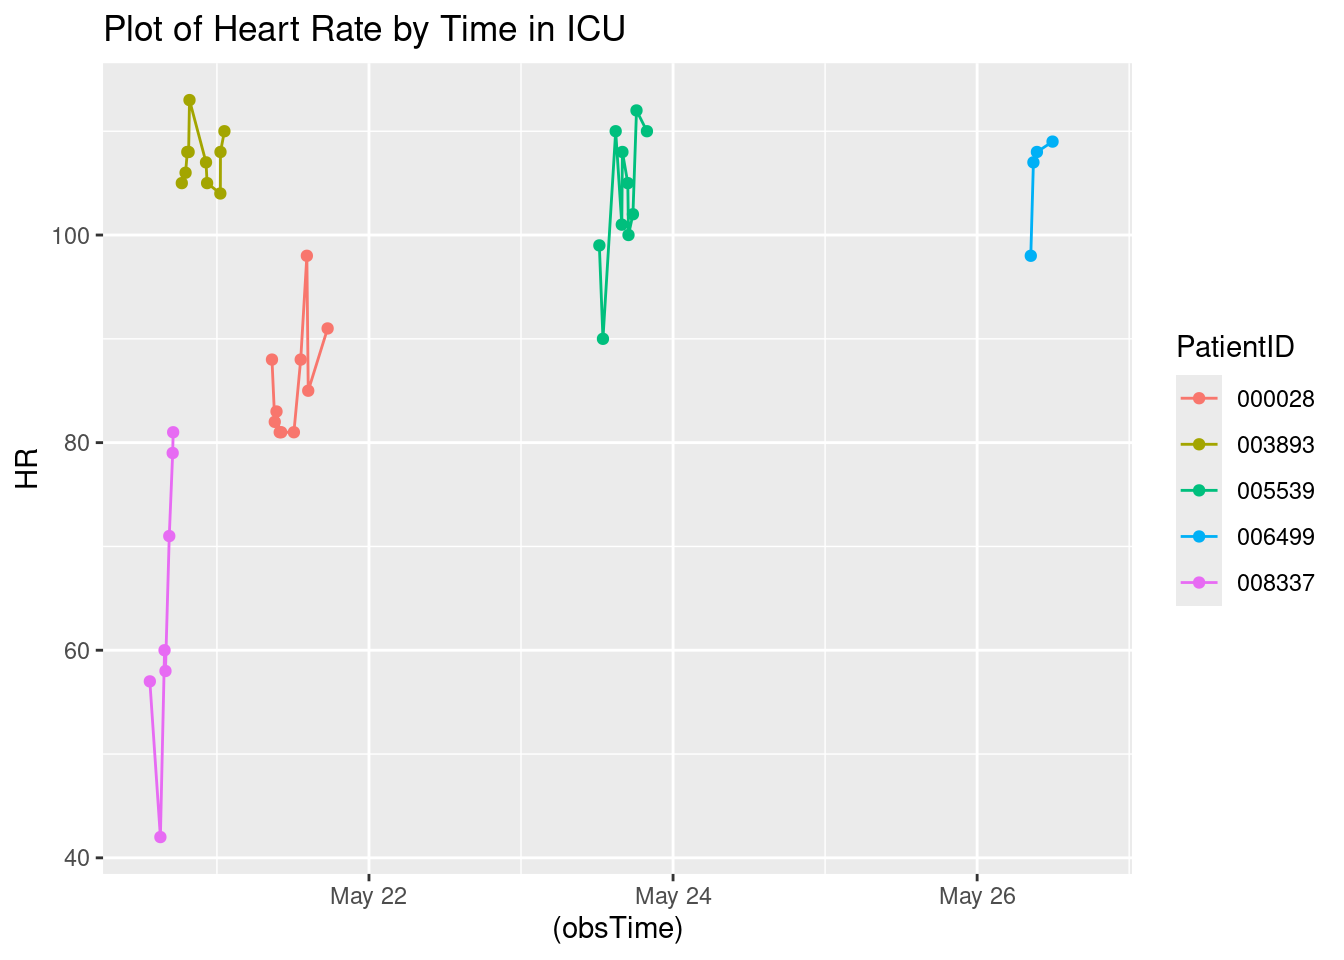 Plot of Heart Rate by Time in ICU
HR
100
80
60
40
May 22
May 24
May 26
(obsTime)
PatientID
000028
003893
005539
006499
008337